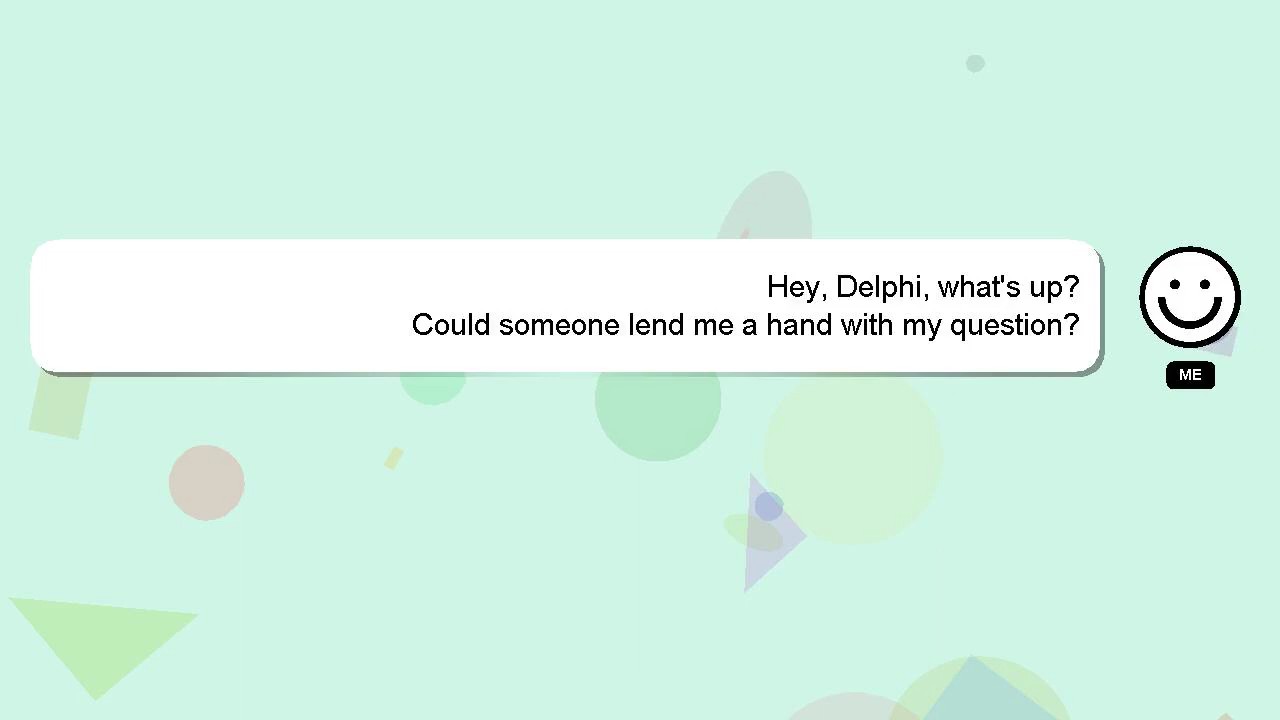 Hey, Delphi, what's up?
Could someone lend me a hand with my question?
ME